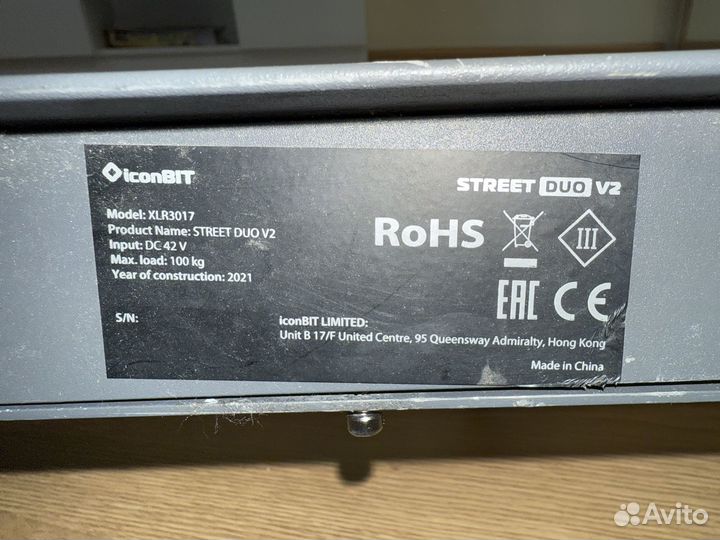 iconBIT
STREET DUO V2
Model: XLR3017
Product Name: STREET DUO V2
Input: DC 42 V
Max. load: 100 kg
Year of construction: 2021
RoHS
III
EAC CE
S/N:
iconBIT LIMITED:
Unit B 17/F United Centre, 95 Queensway Admiralty, Hong Kong
Made in China
Avito